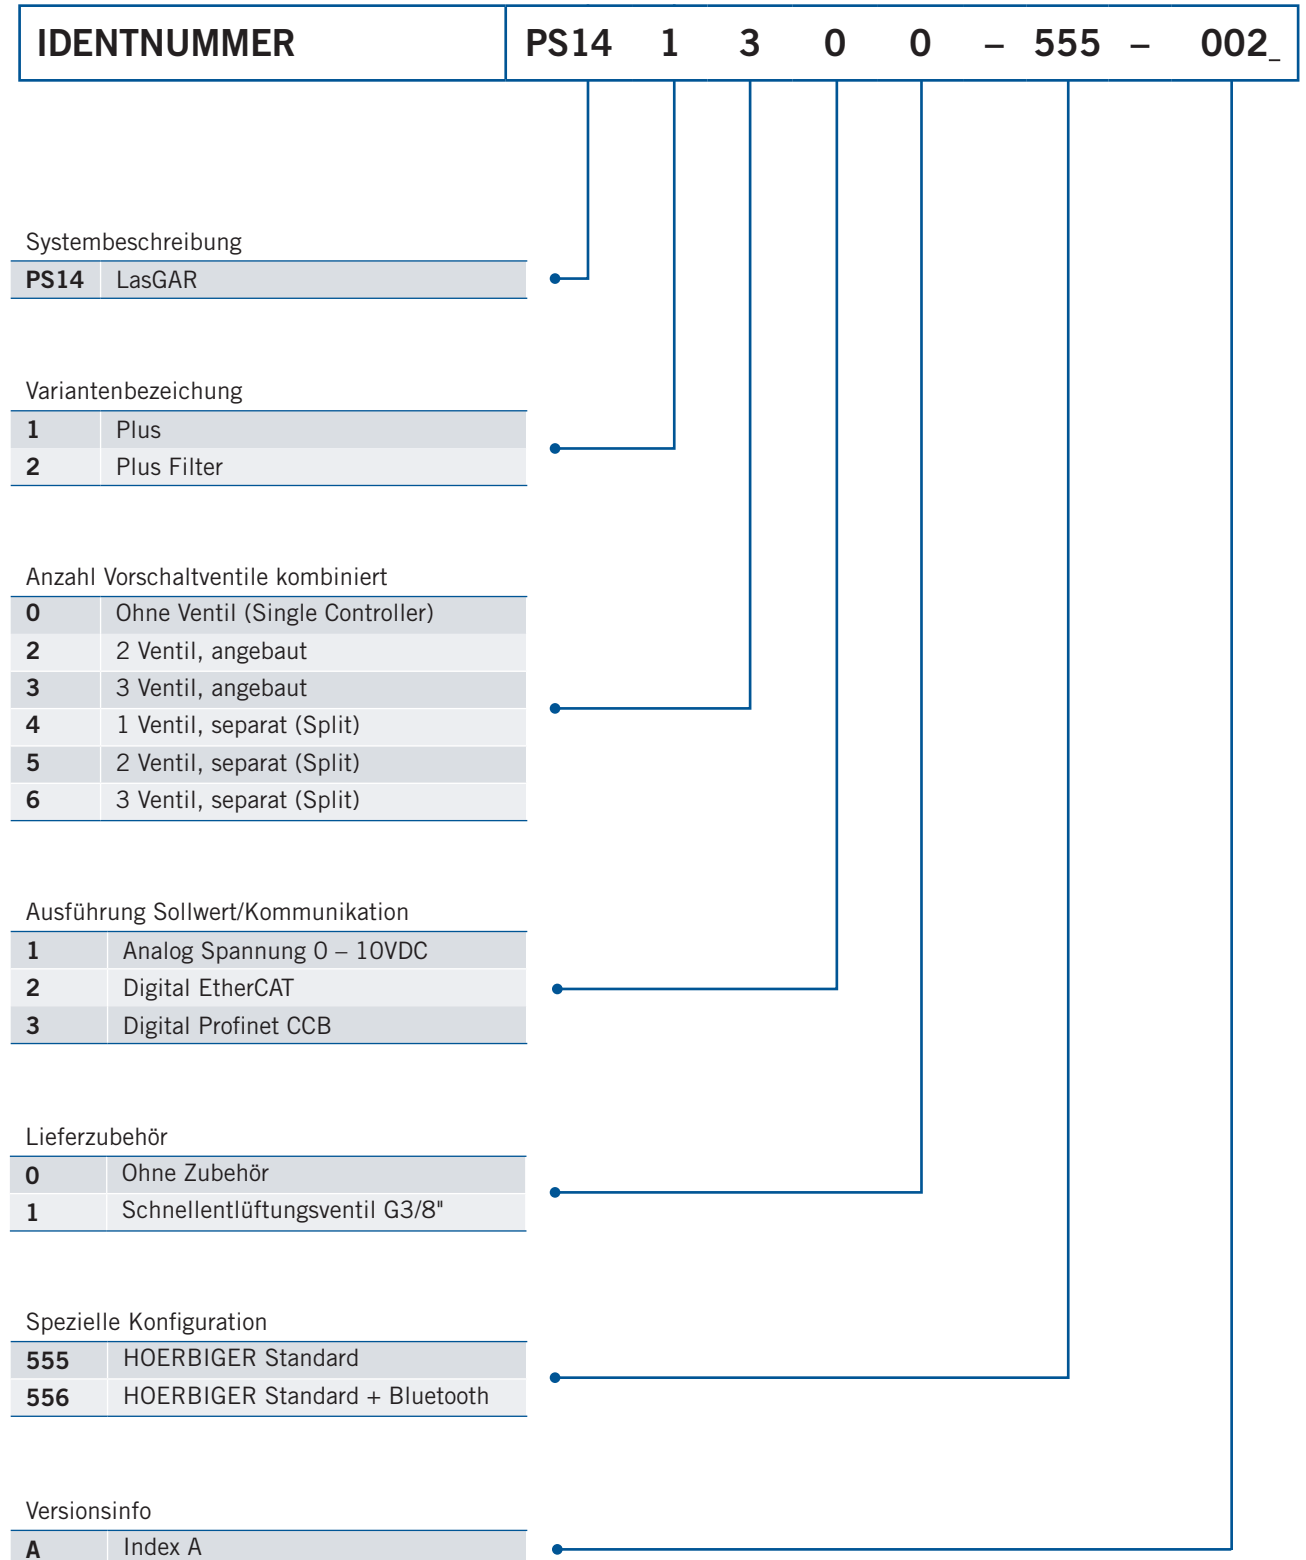 IDENTNUMMER PS14 1 3 0 0 – 555 – 002_
Systembeschreibung
PS14 LasGAR
Variantenbezeichung
1 Plus
2 Plus Filter
Anzahl Vorschaltventile kombiniert
0 Ohne Ventil (Single Controller)
2 2 Ventil, angebaut
3 3 Ventil, angebaut
4 1 Ventil, separat (Split)
5 2 Ventil, separat (Split)
6 3 Ventil, separat (Split)
Ausführung Sollwert/Kommunikation
1 Analog Spannung 0 – 10VDC
2 Digital EtherCAT
3 Digital Profinet CCB
Lieferzubehör
0 Ohne Zubehör
1 Schnellentlüftungsventil G3/8"
Spezielle Konfiguration
555 HOERBIGER Standard
556 HOERBIGER Standard + Bluetooth
Versionsinfo
A Index A